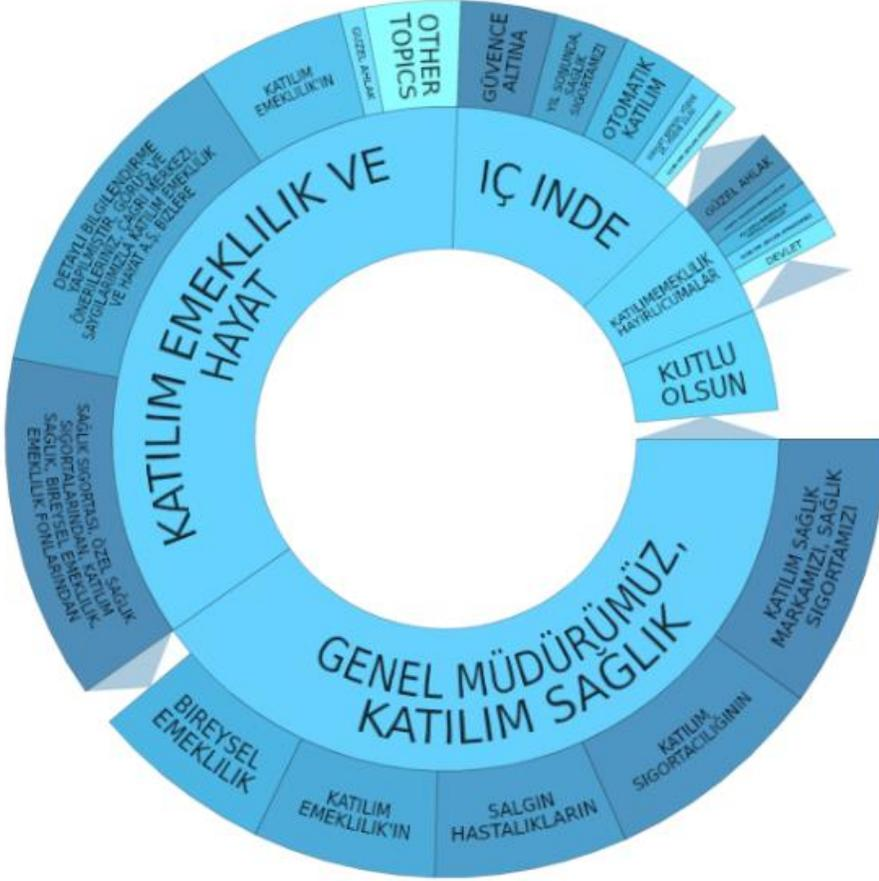 KATILIM EMEKLILIK VE
HAYAT
IÇ INDE
KATILIMEMEKLILIK
HAYIRLICUMALAR
KUTLU
OLSUN
GENEL MÜDÜRÜMÜZ,
KATILIM SAĞLIK
SAĞLIK SIGORTASI, ÖZEL SAĞLIK
SIGORTALARINDAN, KATILIM
SAĞLIK, BIREYSEL EMEKLILIK,
EMEKLILIK FONLARINDAN
DETAYLI BILGILENDIRME
YAPILMIŞTIR, GÖRÜŞ VE
ÖNERILERINIZ, ÇAĞRI MERKEZI,
SAYGILARIMIZLA KATILIM EMEKLILIK
VE HAYAT A.Ş, BIZLERE
KATILIM
EMEKLILIK'IN
GÜZEL AHLAK
OTHER
TOPICS
GÜVENCE
ALTINA
YIL SONUNDA,
SAĞLIK
SIGORTAMIZI
OTOMATIK
KATILIM
GÜZEL AHLAK
DEVLET
KATILIM SAĞLIK
MARKAMIZI, SAĞLIK
SIGORTAMIZI
KATILIM
SIGORTACILIĞININ
SALGIN
HASTALIKLARIN
KATILIM
EMEKLILIK'IN
BIREYSEL
EMEKLILIK